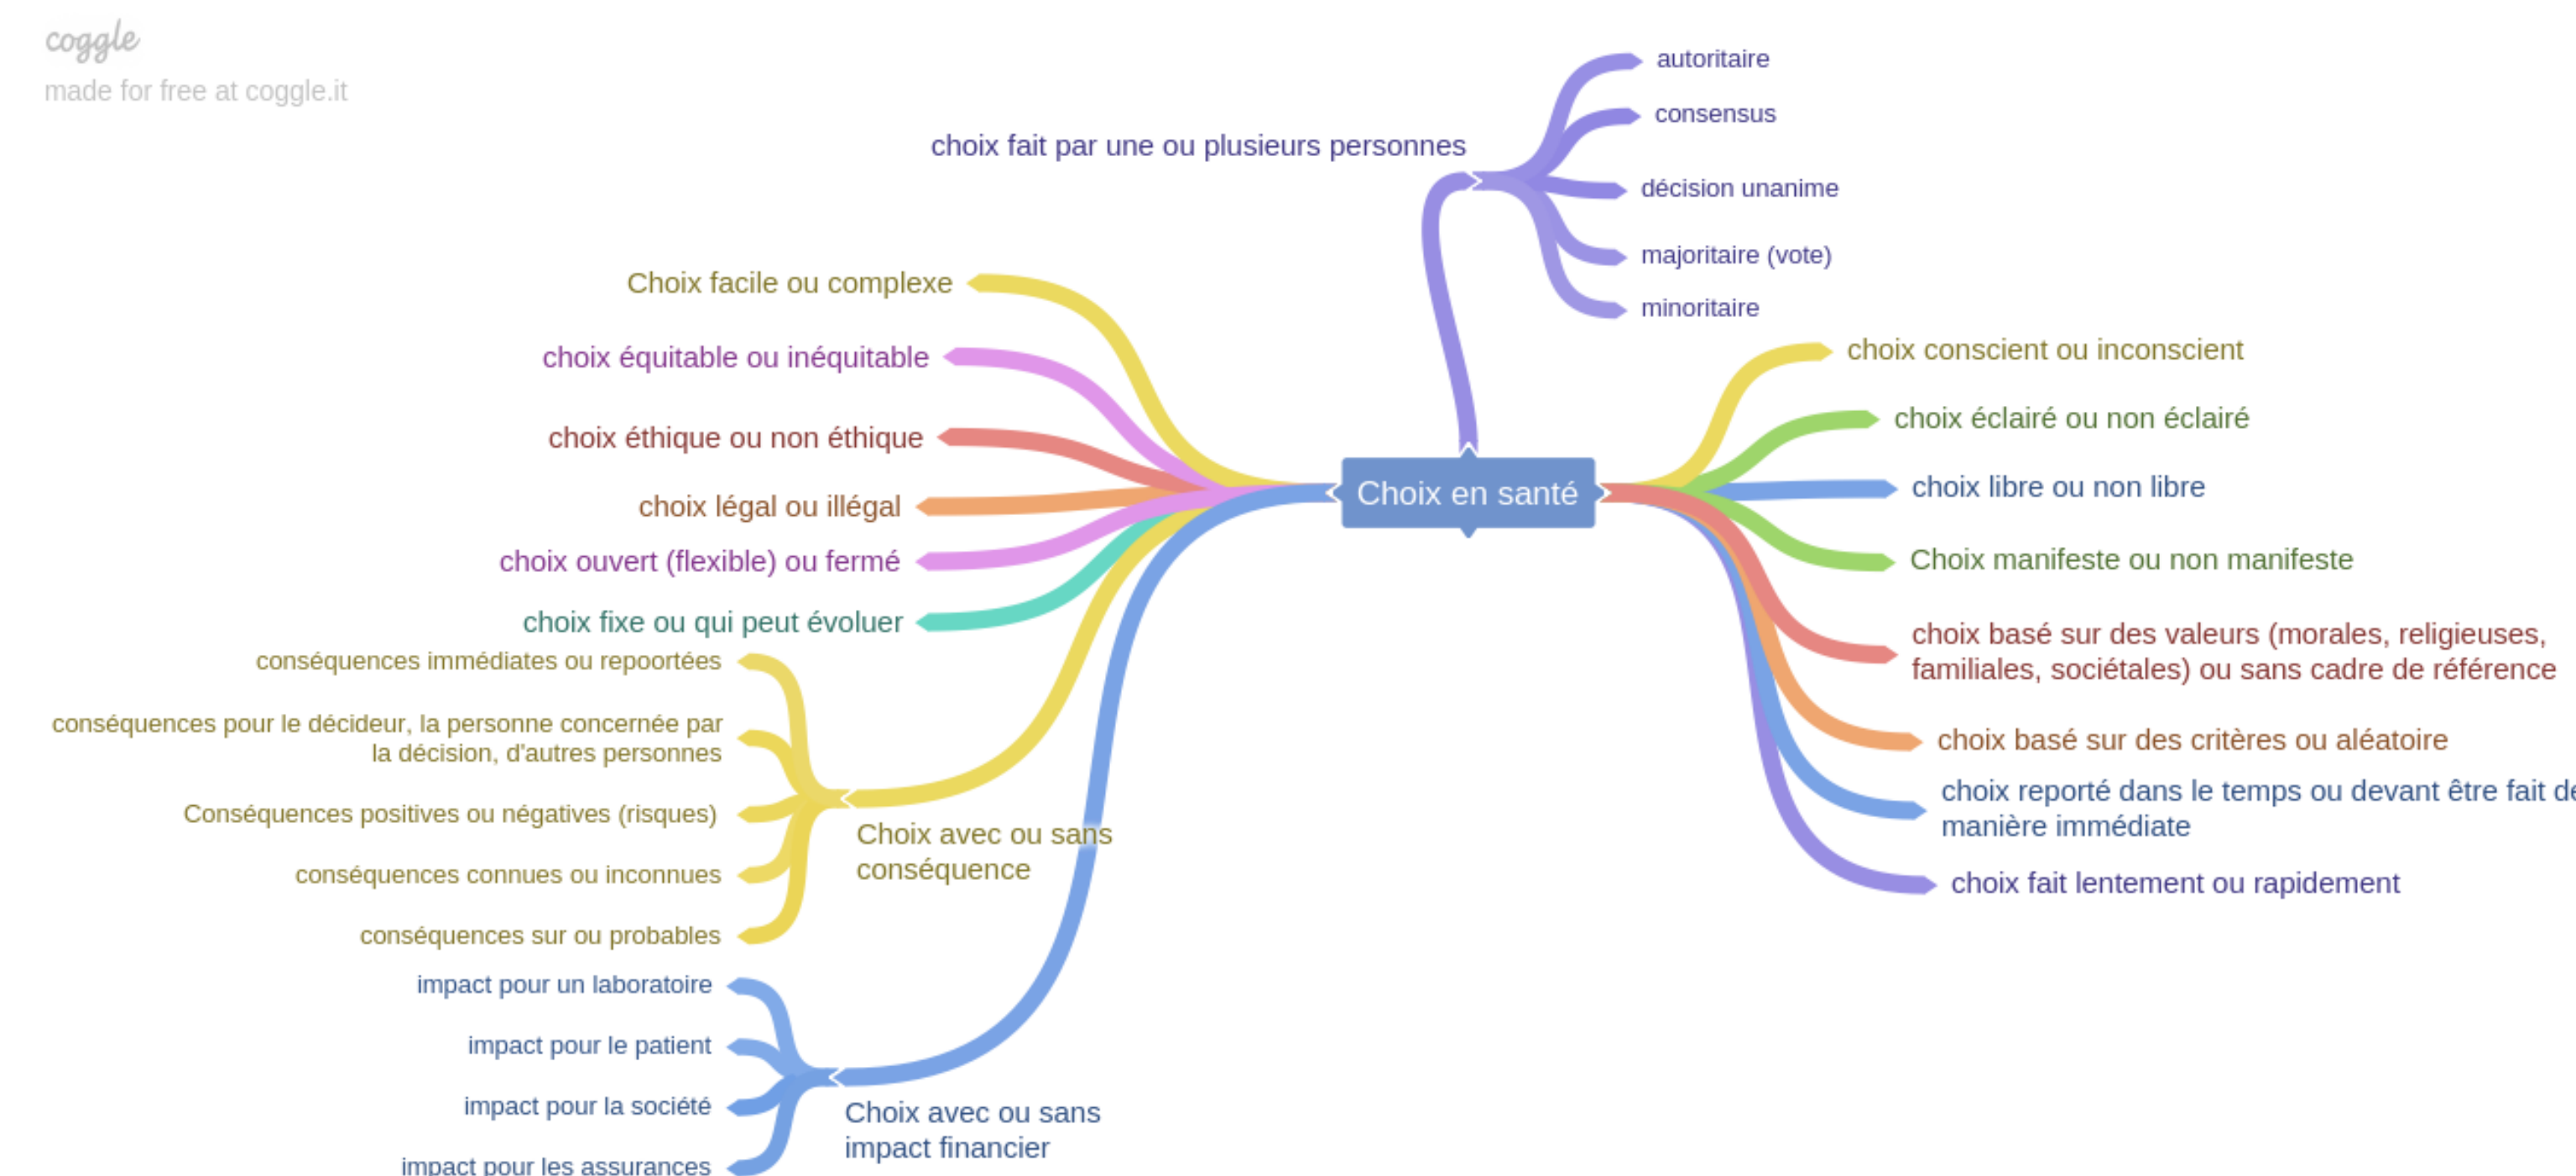 coggle
made for free at coggle.it
autoritaire
consensus
choix fait par une ou plusieurs personnes
décision unanime
majoritaire (vote)
minoritaire
Choix facile ou complexe
choix équitable ou inéquitable
choix éthique ou non éthique
choix légal ou illégal
choix ouvert (flexible) ou fermé
choix fixe ou qui peut évoluer
conséquences immédiates ou repoortées
conséquences pour le décideur, la personne concernée par
la décision, d'autres personnes
Conséquences positives ou négatives (risques)
conséquences connues ou inconnues
conséquences sur ou probables
Choix avec ou sans
conséquence
impact pour un laboratoire
impact pour le patient
impact pour la société
impact pour les assurances
Choix avec ou sans
impact financier
Choix en santé
choix conscient ou inconscient
choix éclairé ou non éclairé
choix libre ou non libre
Choix manifeste ou non manifeste
choix basé sur des valeurs (morales, religieuses,
familiales, sociétales) ou sans cadre de référence
choix basé sur des critères ou aléatoire
choix reporté dans le temps ou devant être fait de
manière immédiate
choix fait lentement ou rapidement